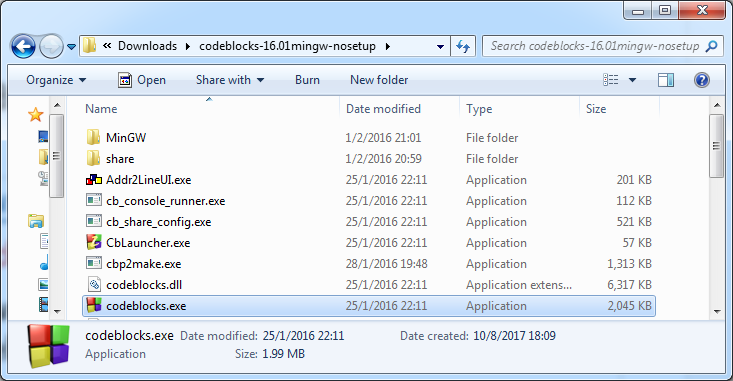 « Downloads ▸ codeblocks-16.01mingw-nosetup ▸ Search codeblocks-16.01mingw-nosetup
Organize Open Share with Burn New folder
Name Date modified Type Size
MinGW 1/2/2016 21:01 File folder
share 1/2/2016 20:59 File folder
Addr2LineUI.exe 25/1/2016 22:11 Application 201 KB
cb_console_runner.exe 25/1/2016 22:11 Application 112 KB
cb_share_config.exe 25/1/2016 22:11 Application 521 KB
CbLauncher.exe 25/1/2016 22:11 Application 57 KB
cbp2make.exe 28/1/2016 19:48 Application 1,313 KB
codeblocks.dll 25/1/2016 22:11 Application extens... 6,317 KB
codeblocks.exe 25/1/2016 22:11 Application 2,045 KB
codeblocks.exe Date modified: 25/1/2016 22:11 Date created: 10/8/2017 18:09
Application Size: 1.99 MB